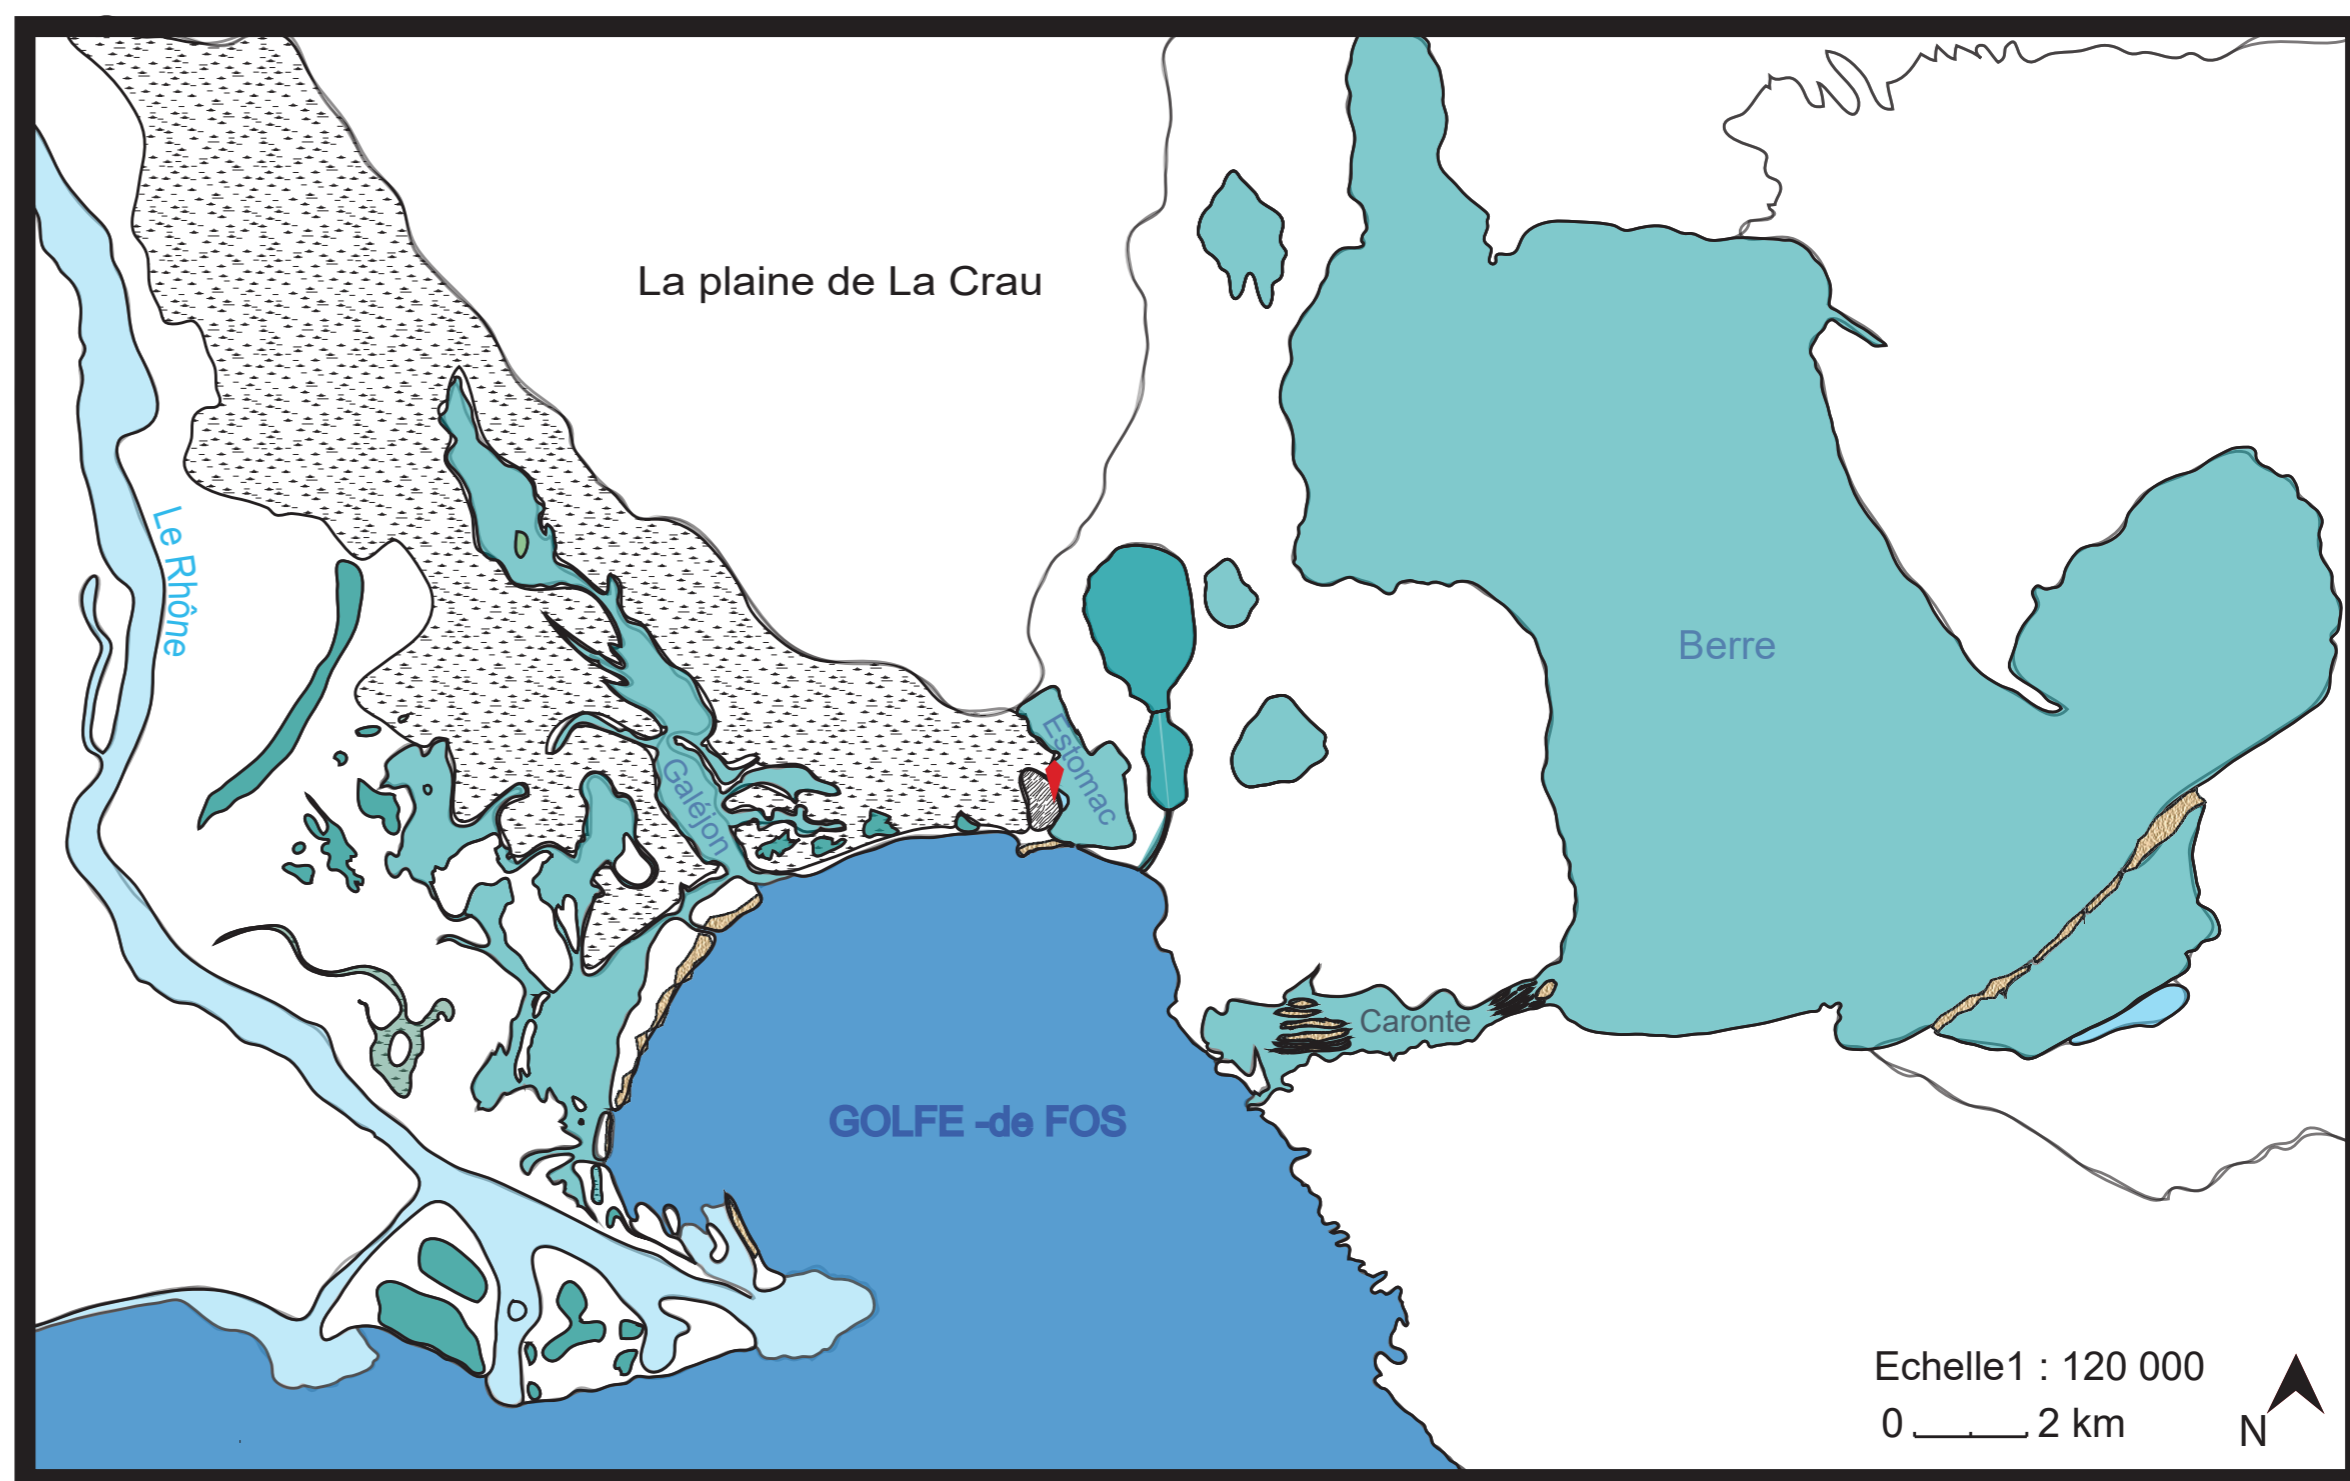 La plaine de La Crau
Le Rhône
Berre
Estomac
Galéjon
Caronte
GOLFE -de FOS
Echelle1 : 120 000
0 2 km
N